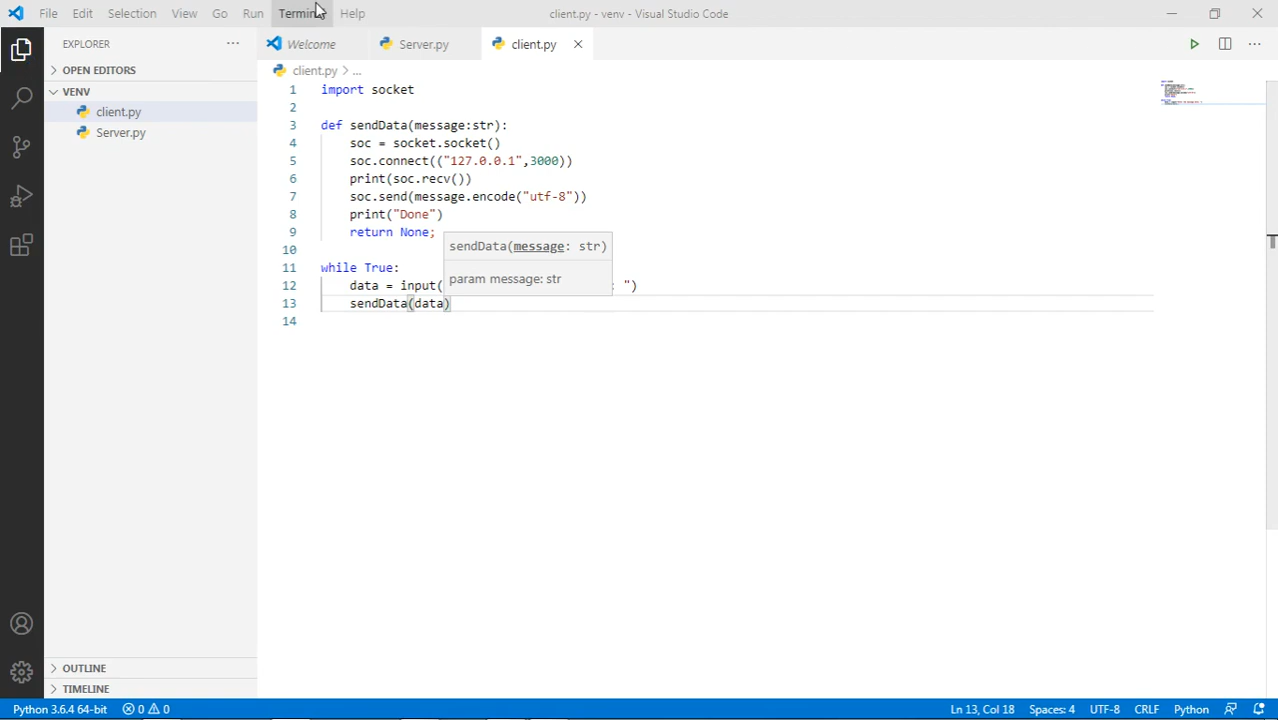 File Edit Selection View Go Run Termin Help client.py - venv - Visual Studio Code
EXPLORER ...
Welcome Server.py client.py
OPEN EDITORS
client.py > ...
VENV
client.py
Server.py
1 import socket
2
3 def sendData(message:str):
4 soc = socket.socket()
5 soc.connect(("127.0.0.1",3000))
6 print(soc.recv())
7 soc.send(message.encode("utf-8"))
8 print("Done")
9 return None;
10
sendData(message: str)
param message: str
11 while True:
12 data = input( : ")
13 sendData(data)
14
OUTLINE
TIMELINE
Python 3.6.4 64-bit 0 0 Ln 13, Col 18 Spaces: 4 UTF-8 CRLF Python